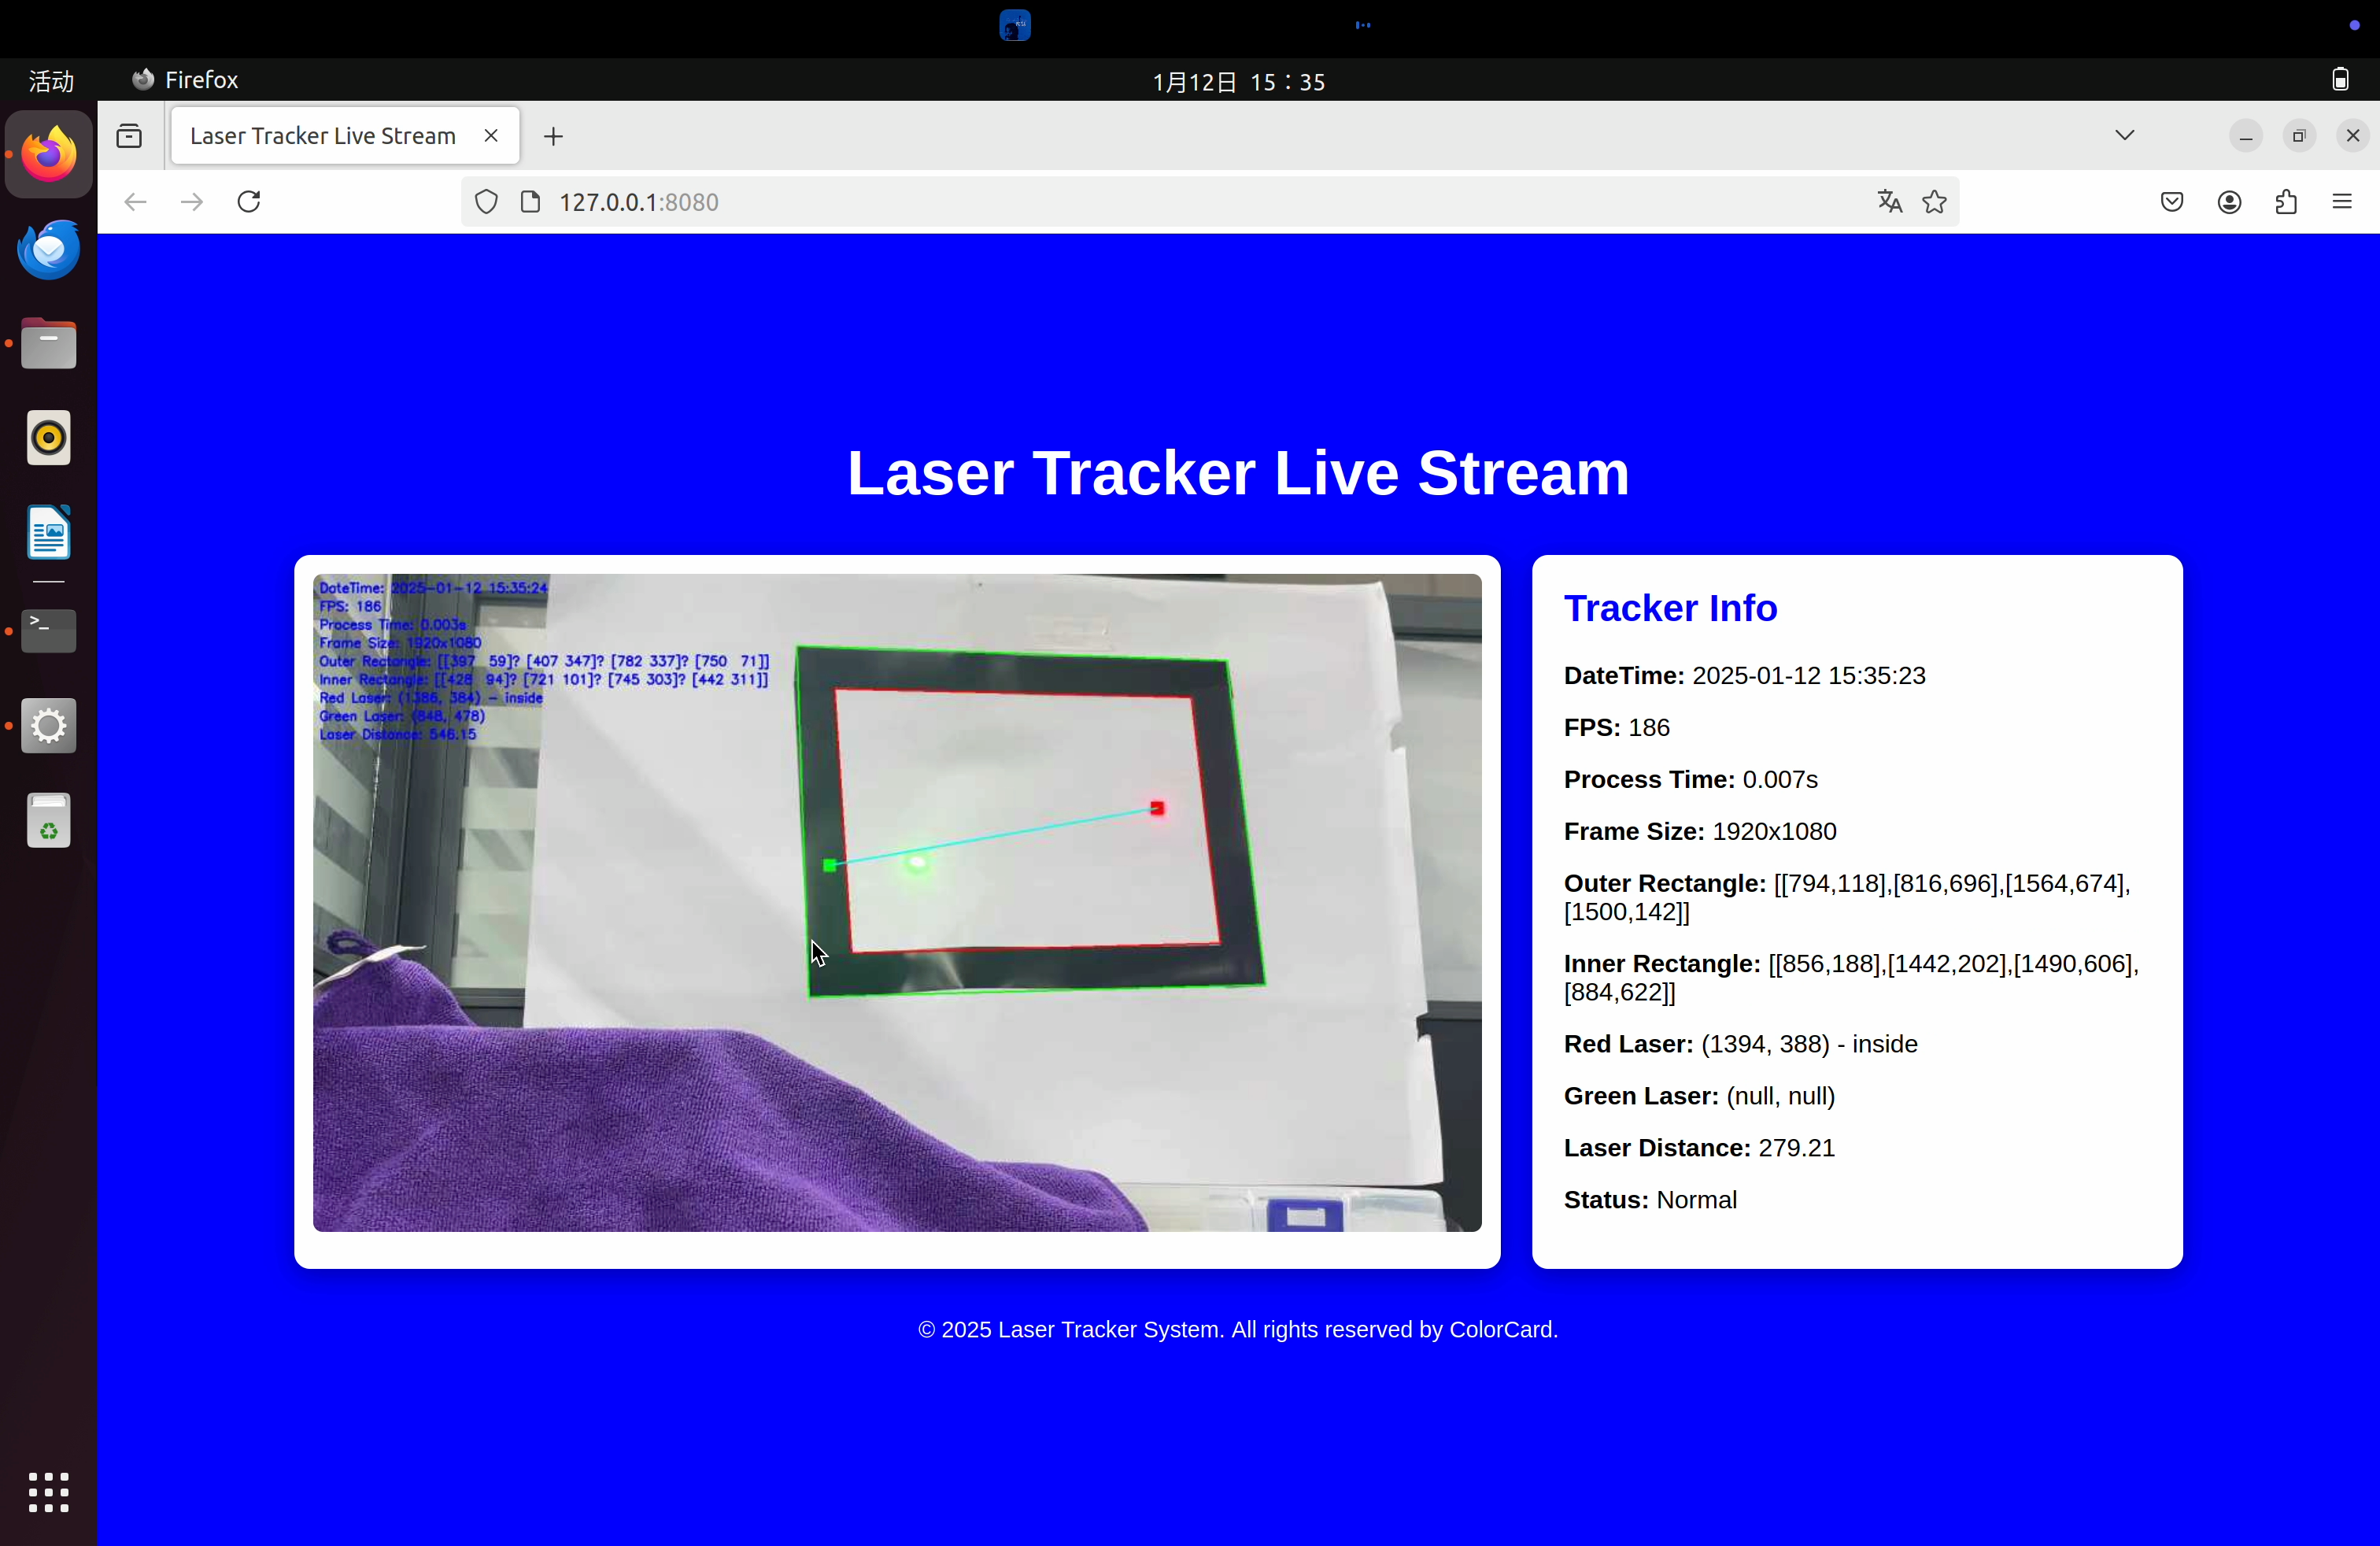 活动
Firefox
1月12日 15：35
Laser Tracker Live Stream
127.0.0.1:8080
Laser Tracker Live Stream
DateTime: 2025-01-12 15:35:24
FPS: 186
Process Time: 0.003s
Frame Size: 1920x1080
Outer Rectangle: [[397 59]? [407 347]? [782 337]? [750 71]]
Inner Rectangle: [[428 94]? [721 101]? [745 303]? [442 311]]
Red Laser: (1386, 384) - inside
Green Laser: (848, 478)
Laser Distance: 546.15
Tracker Info
DateTime: 2025-01-12 15:35:23
FPS: 186
Process Time: 0.007s
Frame Size: 1920x1080
Outer Rectangle: [[794,118],[816,696],[1564,674],
[1500,142]]
Inner Rectangle: [[856,188],[1442,202],[1490,606],
[884,622]]
Red Laser: (1394, 388) - inside
Green Laser: (null, null)
Laser Distance: 279.21
Status: Normal
© 2025 Laser Tracker System. All rights reserved by ColorCard.